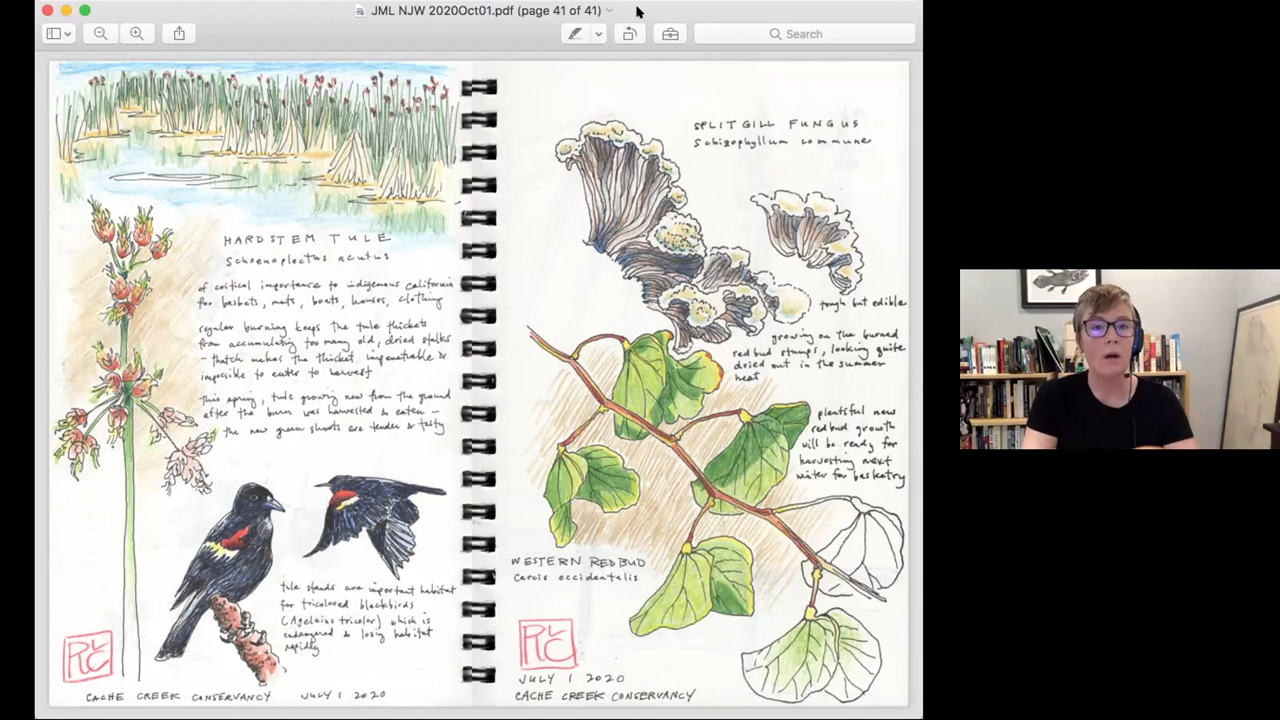 JML NJW 2020Oct01.pdf (page 41 of 41)
Search
HARDSTEM TULE
Schoenoplectus acutus
of critical importance to indigenous california
for baskets, mats, boats, houses, clothing
regular burning keeps the tule thickets
from accumulating too many old, dried stalks
- thatch makes the thicket impenetrable &
impossible to enter to harvest
this spring, tule growing new from the ground
after the burn was harvested & eaten -
the new green shoots are tender & tasty
tule stands are important habitat
for tricolored blackbirds
(Agelaius tricolor) which is
endangered & losing habitat
rapidly
RLC
CACHE CREEK CONSERVANCY JULY 1 2020
SPLITGILL FUNGUS
Schizophyllum commune
tough but edible
growing on the burned
redbud stumps, looking quite
dried out in the summer
heat
plentiful new
redbud growth
will be ready for
harvesting next
winter for basketry
WESTERN REDBUD
Cercis occidentalis
RLC
JULY 1 2020
CACHE CREEK CONSERVANCY